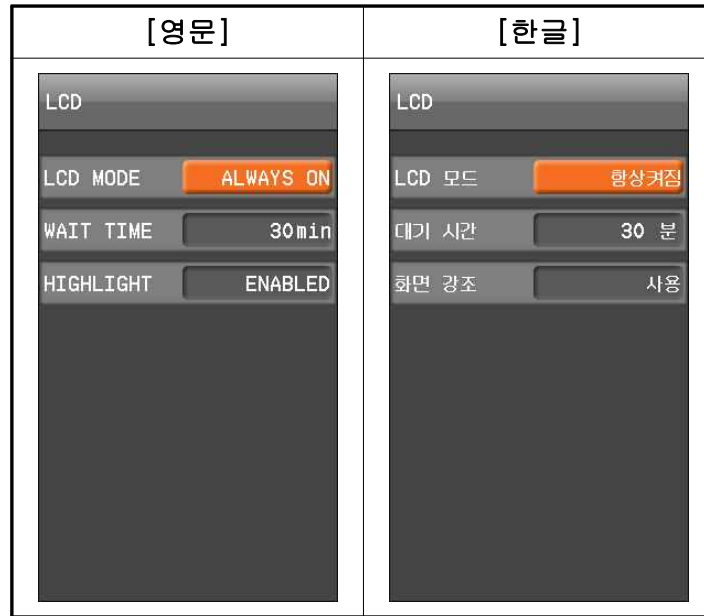 [영문]
[한글]
LCD
LCD MODE ALWAYS ON
WAIT TIME 30min
HIGHLIGHT ENABLED
LCD
LCD 모드 항상켜짐
대기 시간 30 분
화면 강조 사용